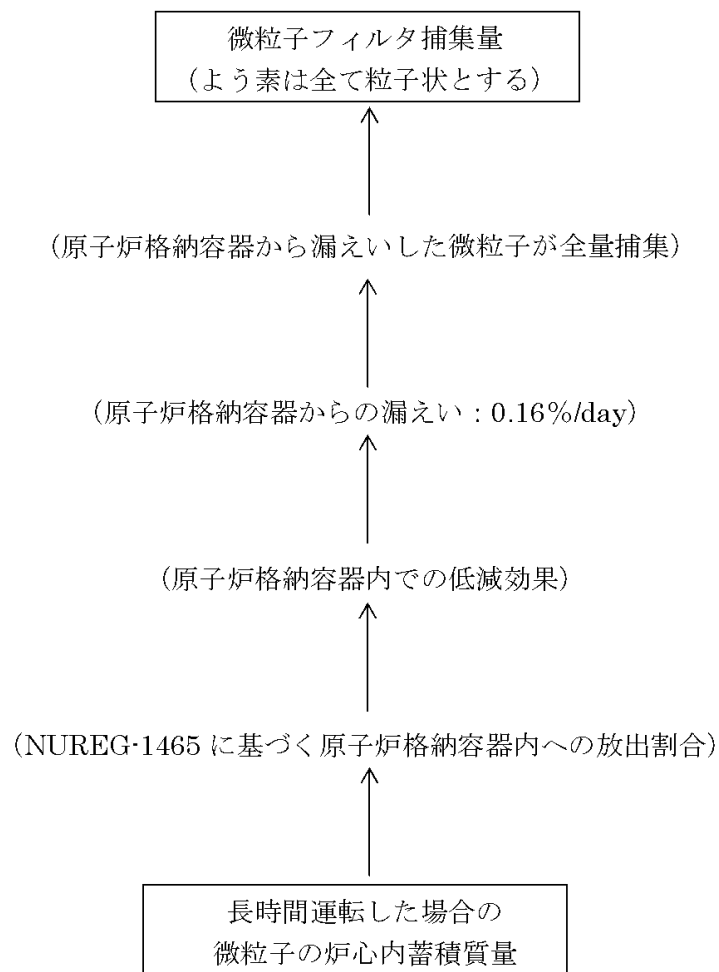 微粒子フィルタ捕集量
（よう素は全て粒子状とする）
（原子炉格納容器から漏えいした微粒子が全量捕集）
（原子炉格納容器からの漏えい：0.16%/day）
（原子炉格納容器内での低減効果）
（NUREG-1465 に基づく原子炉格納容器内への放出割合）
長時間運転した場合の
微粒子の炉心内蓄積質量